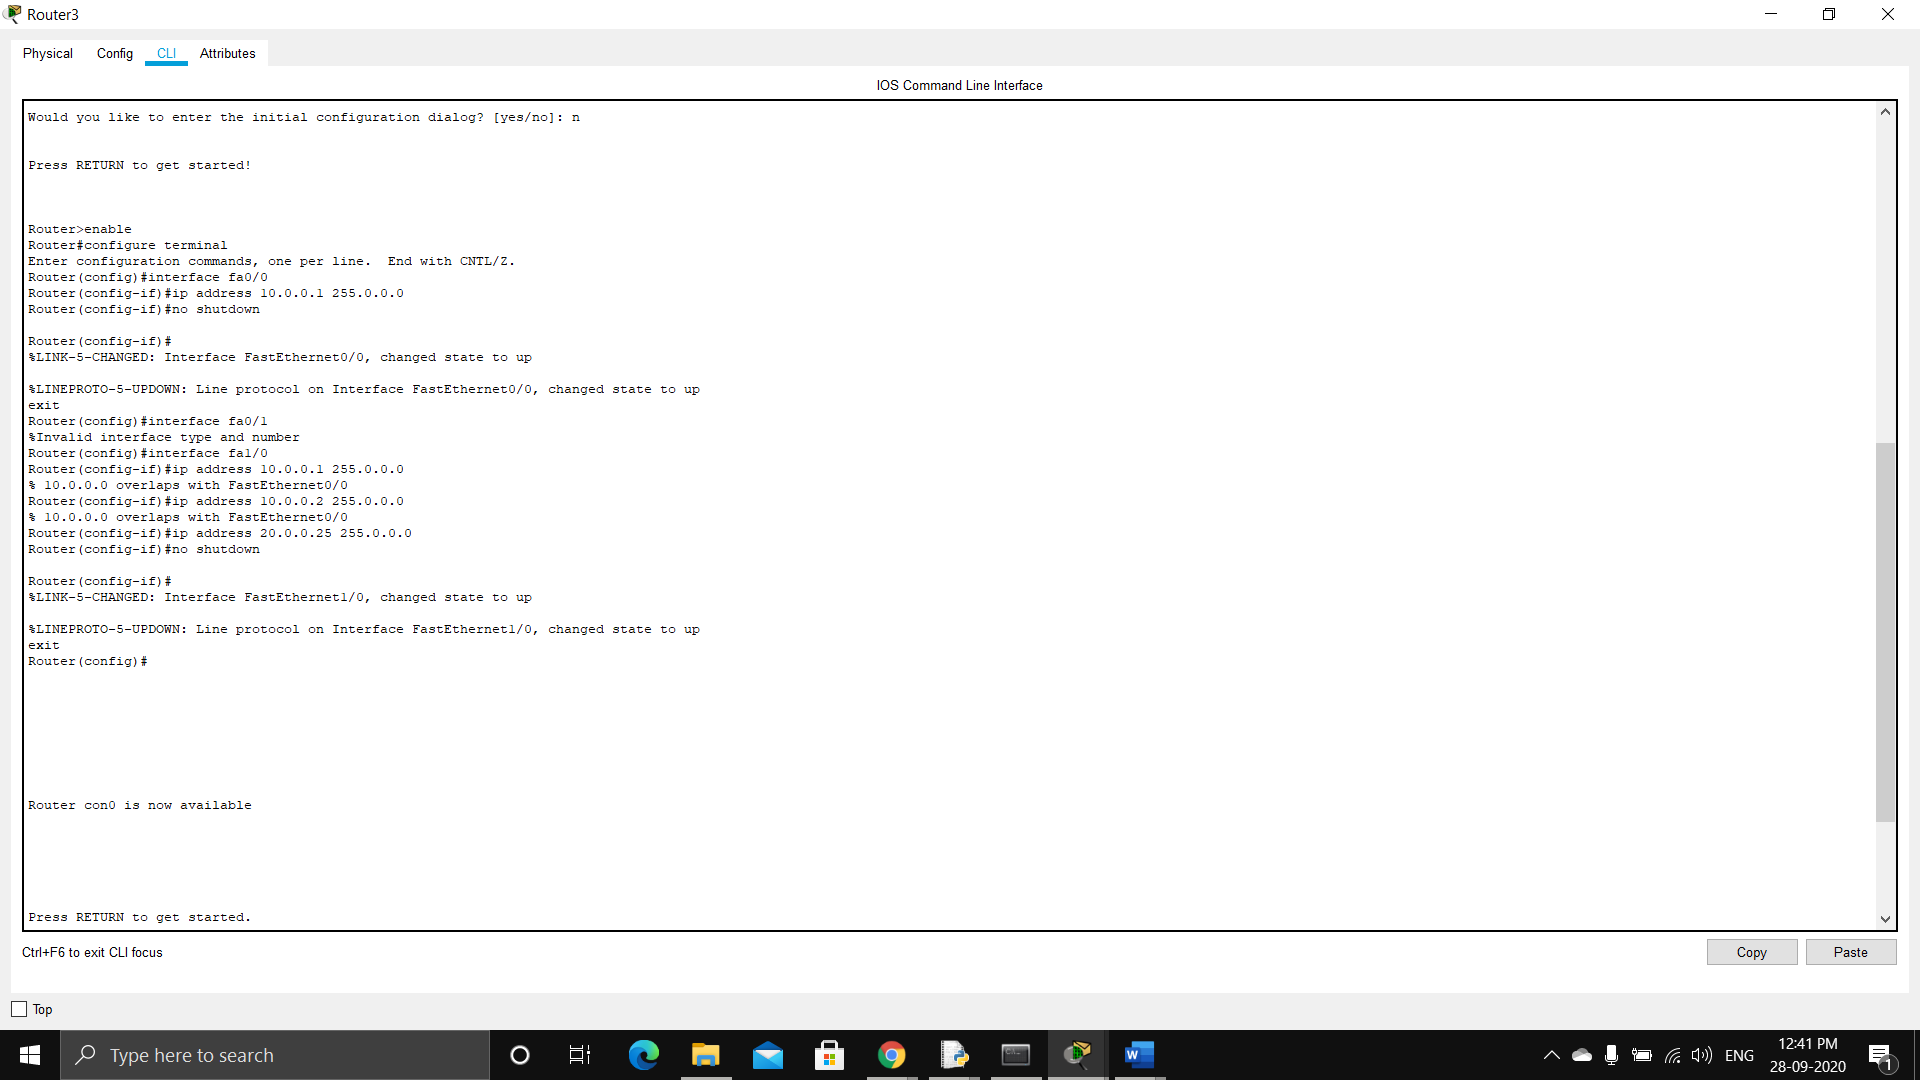 Router3
Physical Config CLI Attributes
IOS Command Line Interface
Would you like to enter the initial configuration dialog? [yes/no]: n
Press RETURN to get started!
Router>enable
Router#configure terminal
Enter configuration commands, one per line.  End with CNTL/Z.
Router(config)#interface fa0/0
Router(config-if)#ip address 10.0.0.1 255.0.0.0
Router(config-if)#no shutdown
Router(config-if)#
%LINK-5-CHANGED: Interface FastEthernet0/0, changed state to up
%LINEPROTO-5-UPDOWN: Line protocol on Interface FastEthernet0/0, changed state to up
exit
Router(config)#interface fa0/1
%Invalid interface type and number
Router(config)#interface fa1/0
Router(config-if)#ip address 10.0.0.1 255.0.0.0
% 10.0.0.0 overlaps with FastEthernet0/0
Router(config-if)#ip address 10.0.0.2 255.0.0.0
% 10.0.0.0 overlaps with FastEthernet0/0
Router(config-if)#ip address 20.0.0.25 255.0.0.0
Router(config-if)#no shutdown
Router(config-if)#
%LINK-5-CHANGED: Interface FastEthernet1/0, changed state to up
%LINEPROTO-5-UPDOWN: Line protocol on Interface FastEthernet1/0, changed state to up
exit
Router(config)#
Router con0 is now available
Press RETURN to get started.
Ctrl+F6 to exit CLI focus
Copy Paste
Top
Type here to search
ENG
12:41 PM
28-09-2020
1